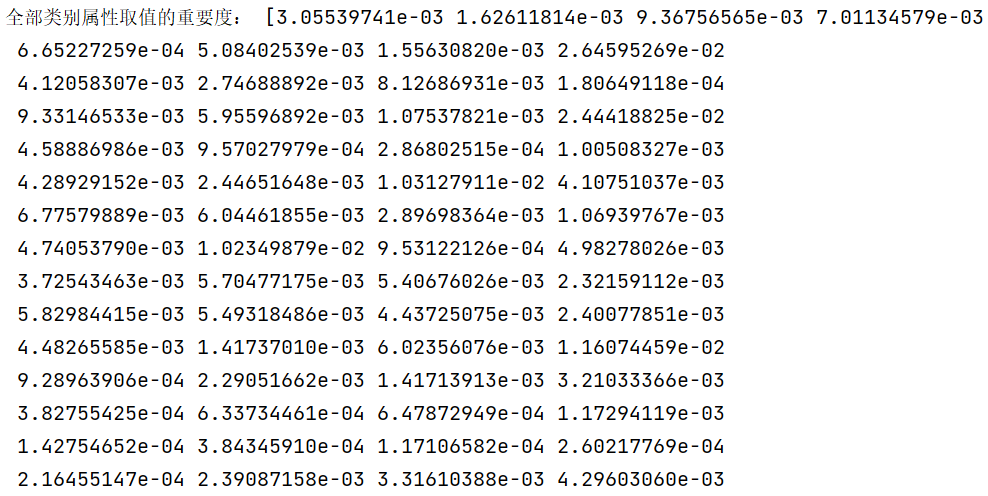 全部类别属性取值的重要度： [3.05539741e-03 1.62611814e-03 9.36756565e-03 7.01134579e-03
6.65227259e-04 5.08402539e-03 1.55630820e-03 2.64595269e-02
4.12058307e-03 2.74688892e-03 8.12686931e-03 1.80649118e-04
9.33146533e-03 5.95596892e-03 1.07537821e-03 2.44418825e-02
4.58886986e-03 9.57027979e-04 2.86802515e-04 1.00508327e-03
4.28929152e-03 2.44651648e-03 1.03127911e-02 4.10751037e-03
6.77579889e-03 6.04461855e-03 2.89698364e-03 1.06939767e-03
4.74053790e-03 1.02349879e-02 9.53122126e-04 4.98278026e-03
3.72543463e-03 5.70477175e-03 5.40676026e-03 2.32159112e-03
5.82984415e-03 5.49318486e-03 4.43725075e-03 2.40077851e-03
4.48265585e-03 1.41737010e-03 6.02356076e-03 1.16074459e-02
9.28963906e-04 2.29051662e-03 1.41713913e-03 3.21033366e-03
3.82755425e-04 6.33734461e-04 6.47872949e-04 1.17294119e-03
1.42754652e-04 3.84345910e-04 1.17106582e-04 2.60217769e-04
2.16455147e-04 2.39087158e-03 3.31610388e-03 4.29603060e-03